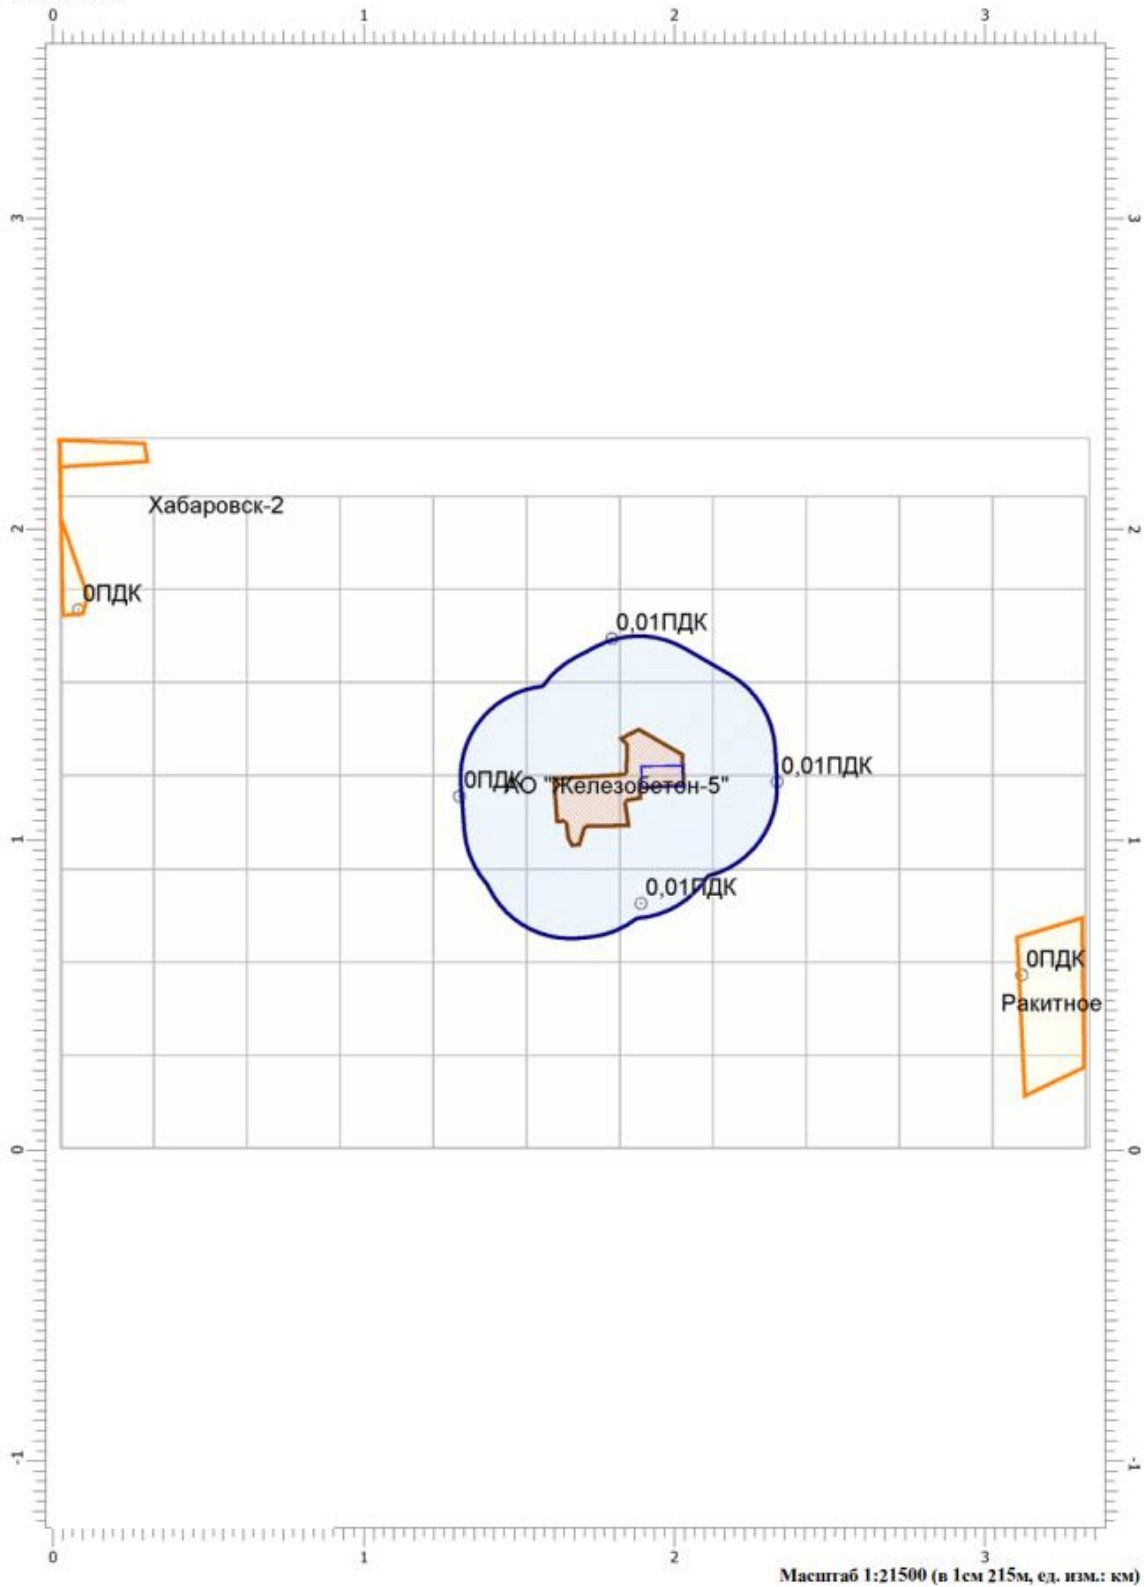 0 1 2 3
3 3
Хабаровск-2
2 2
0ПДК
0,01ПДК
0,01ПДК
0ПДК
АО "Железобетон-5"
1 1
0,01ПДК
0ПДК
Ракитное
0 0
-1 -1
0 1 2 3
Масштаб 1:21500 (в 1см 215м, ед. изм.: км)